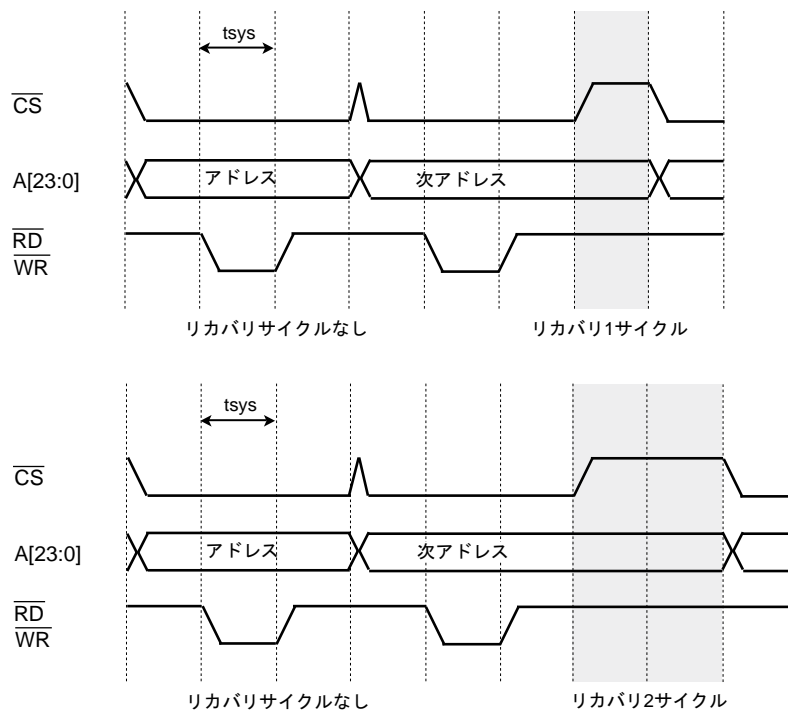 tsys
CS
A[23:0]
アドレス
次アドレス
RD
WR
リカバリサイクルなし
リカバリ1サイクル
tsys
CS
A[23:0]
アドレス
次アドレス
RD
WR
リカバリサイクルなし
リカバリ2サイクル